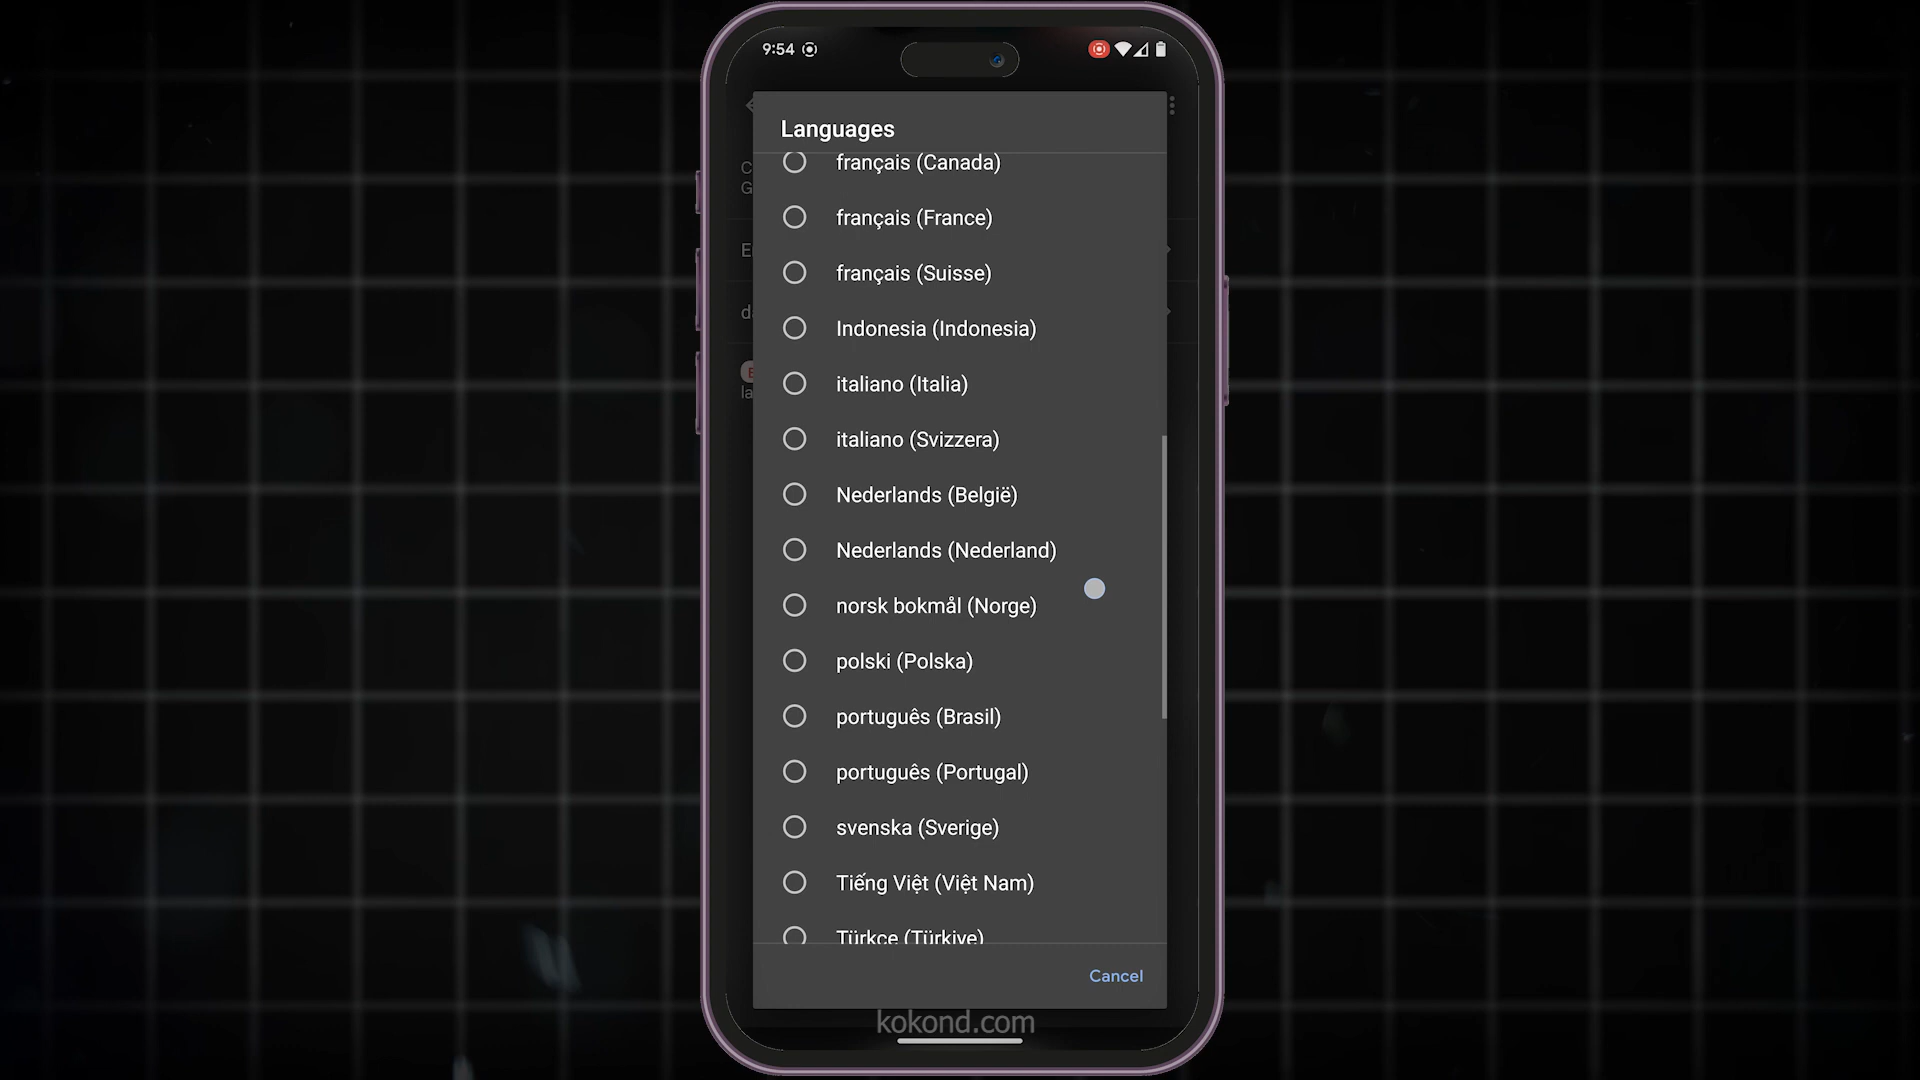 9:54
Languages
français (Canada)
français (France)
français (Suisse)
Indonesia (Indonesia)
italiano (Italia)
italiano (Svizzera)
Nederlands (België)
Nederlands (Nederland)
norsk bokmål (Norge)
polski (Polska)
português (Brasil)
português (Portugal)
svenska (Sverige)
Tiếng Việt (Việt Nam)
Türkçe (Türkiye)
Cancel
kokond.com